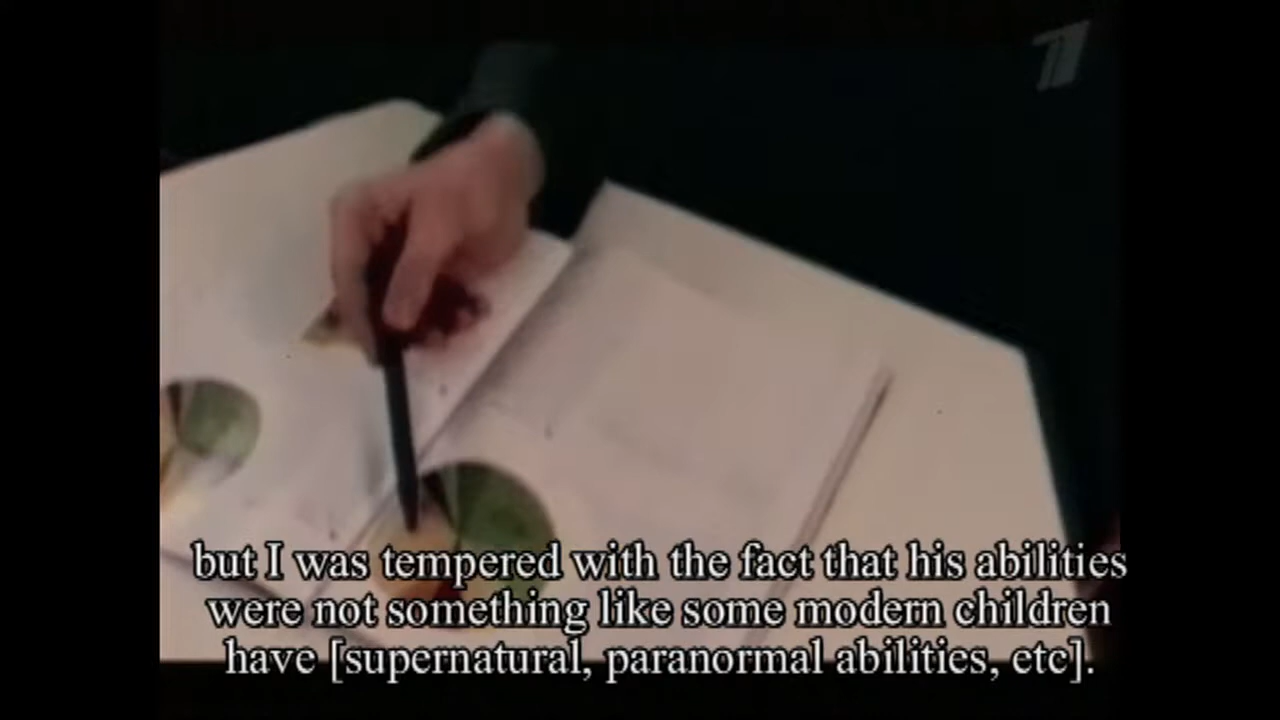 but I was tempered with the fact that his abilities
were not something like some modern children
have [supernatural, paranormal abilities, etc].